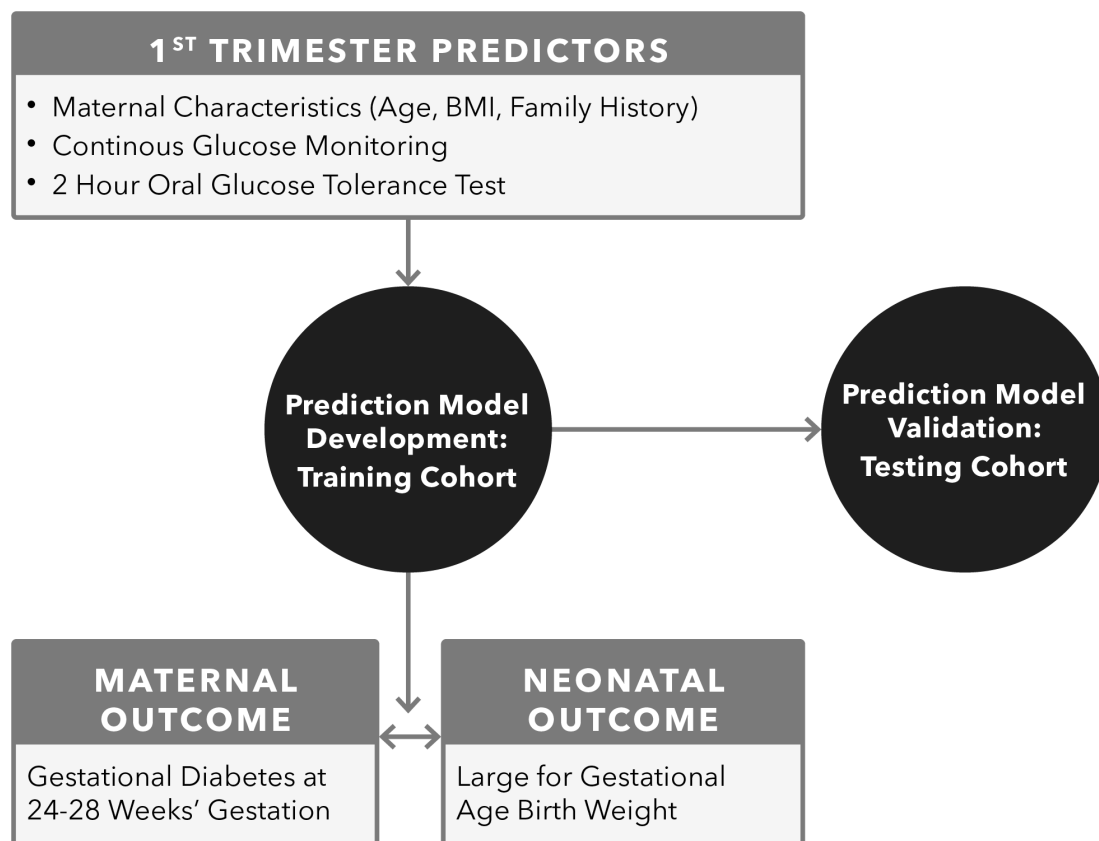 1ST TRIMESTER PREDICTORS
• Maternal Characteristics (Age, BMI, Family History)
• Continous Glucose Monitoring
• 2 Hour Oral Glucose Tolerance Test
Prediction Model
Development:
Training Cohort
Prediction Model
Validation:
Testing Cohort
MATERNAL
OUTCOME
Gestational Diabetes at
24-28 Weeks’ Gestation
NEONATAL
OUTCOME
Large for Gestational
Age Birth Weight